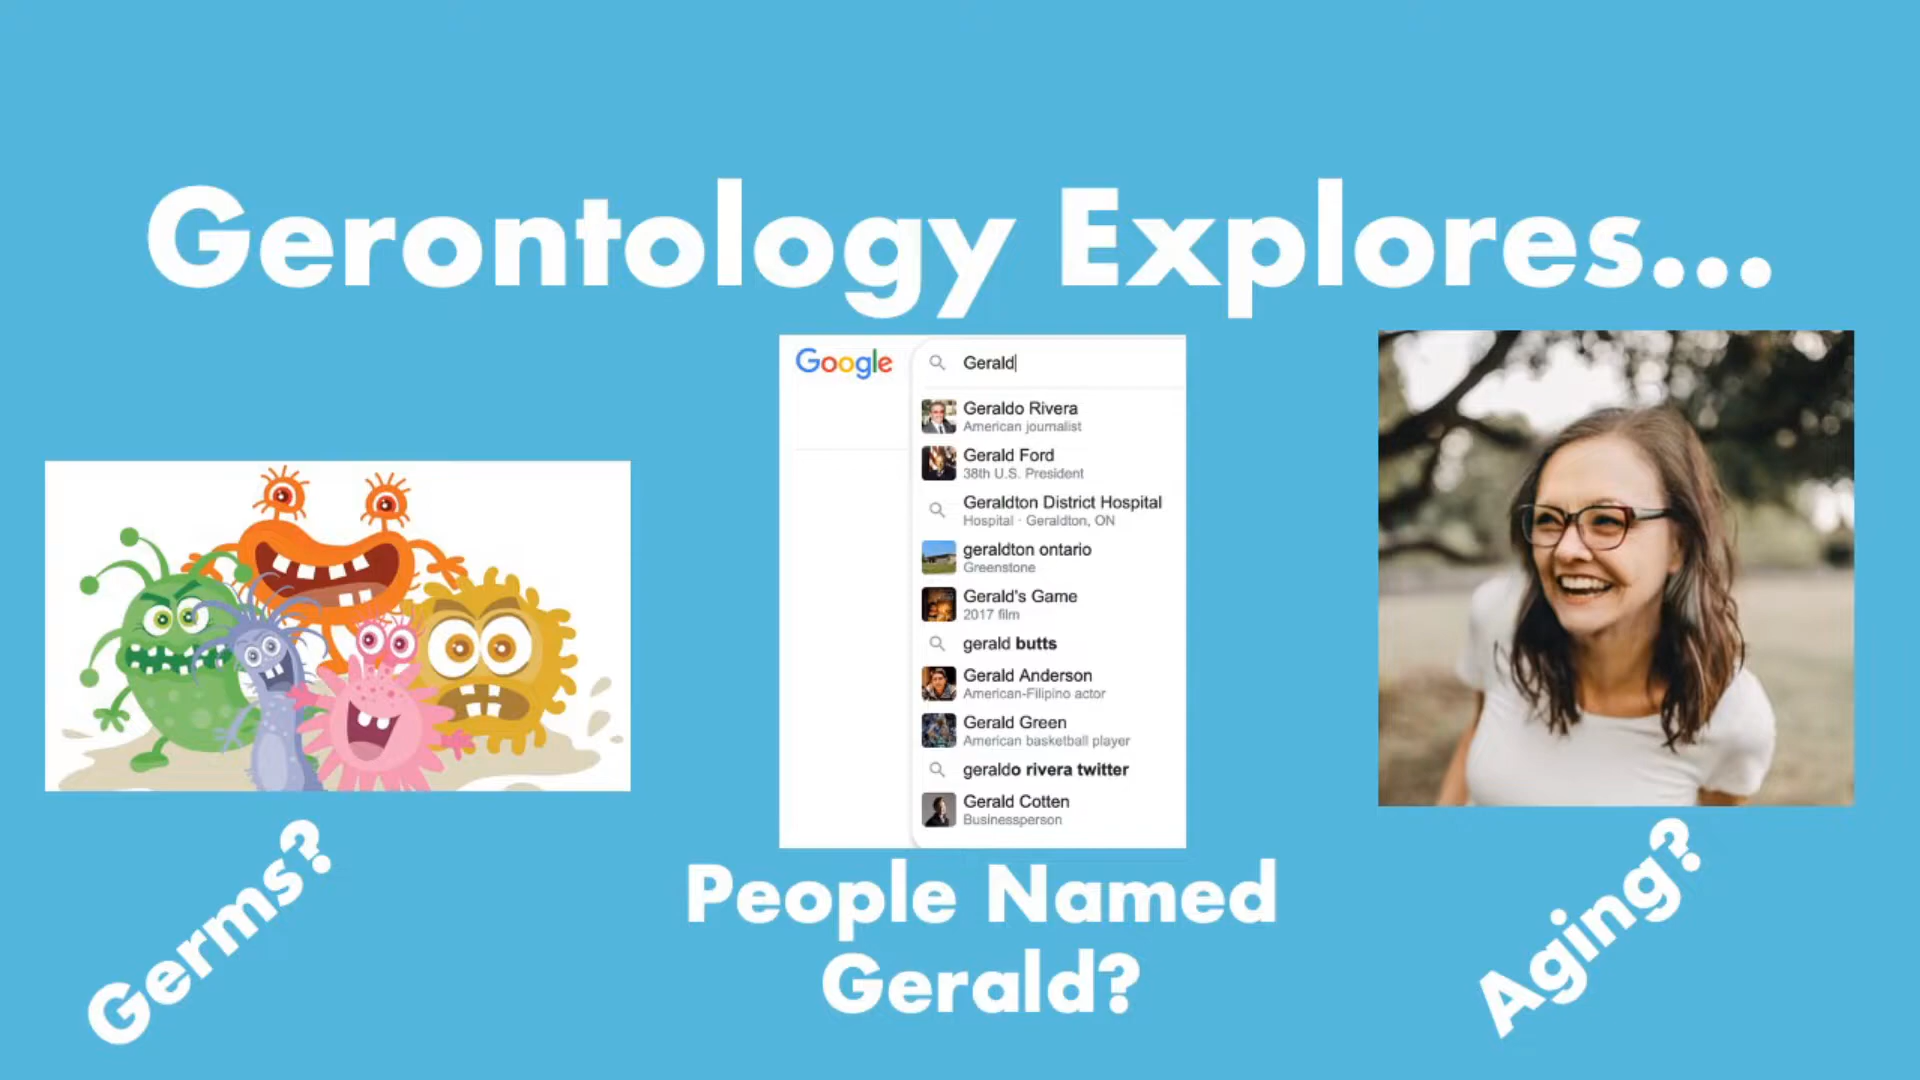 Gerontology Explores...
Google
Gerald
Geraldo Rivera
American journalist
Gerald Ford
38th U.S. President
Geraldton District Hospital
Hospital · Geraldton, ON
geraldton ontario
Greenstone
Gerald's Game
2017 film
gerald butts
Gerald Anderson
American-Filipino actor
Gerald Green
American basketball player
geraldo rivera twitter
Gerald Cotten
Businessperson
Germs?
People Named
Gerald?
Aging?